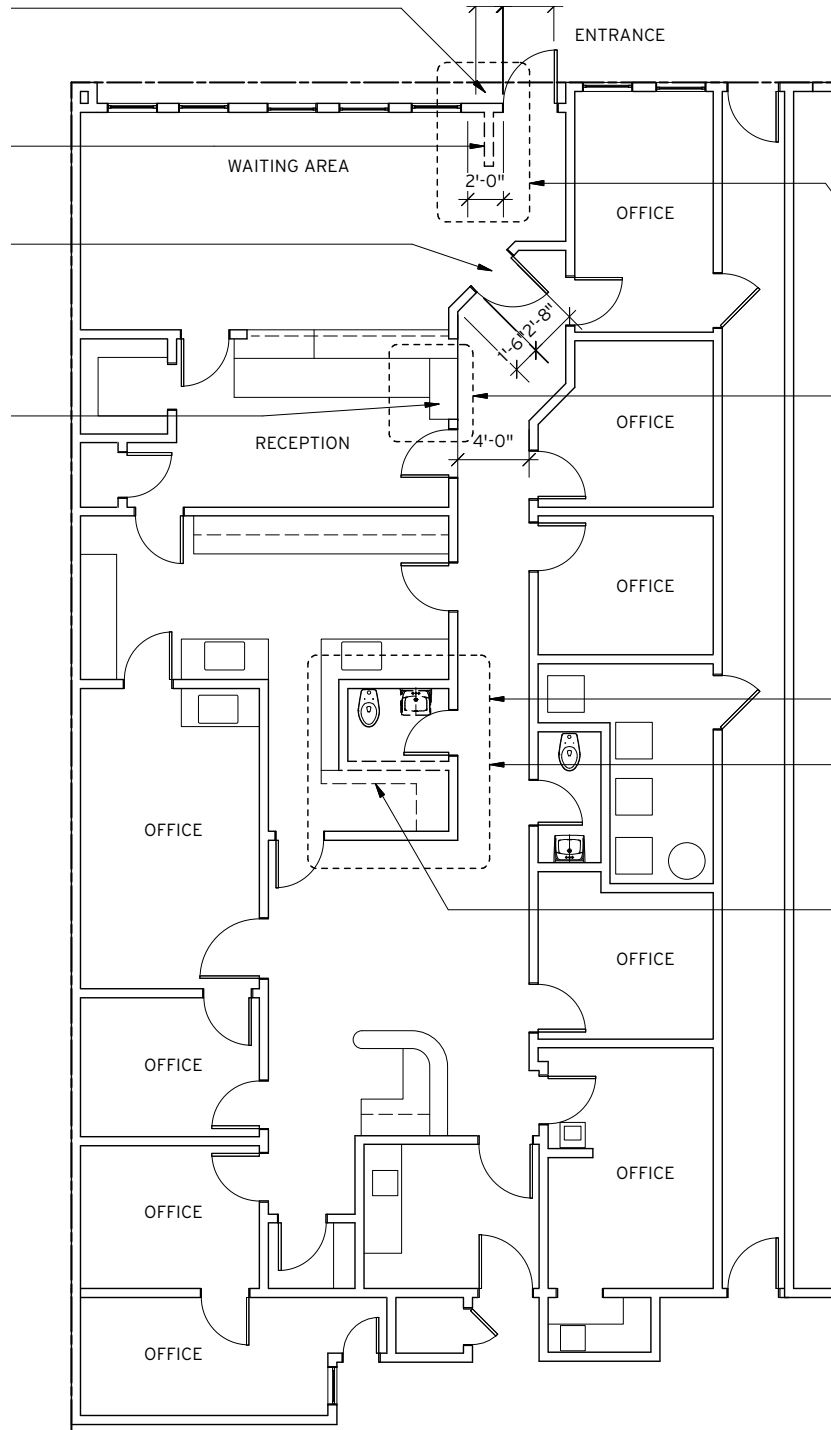 ENTRANCE
WAITING AREA
2'-0"
OFFICE
1'-6"
2'-8"
OFFICE
RECEPTION
4'-0"
OFFICE
OFFICE
OFFICE
OFFICE
OFFICE
OFFICE
OFFICE